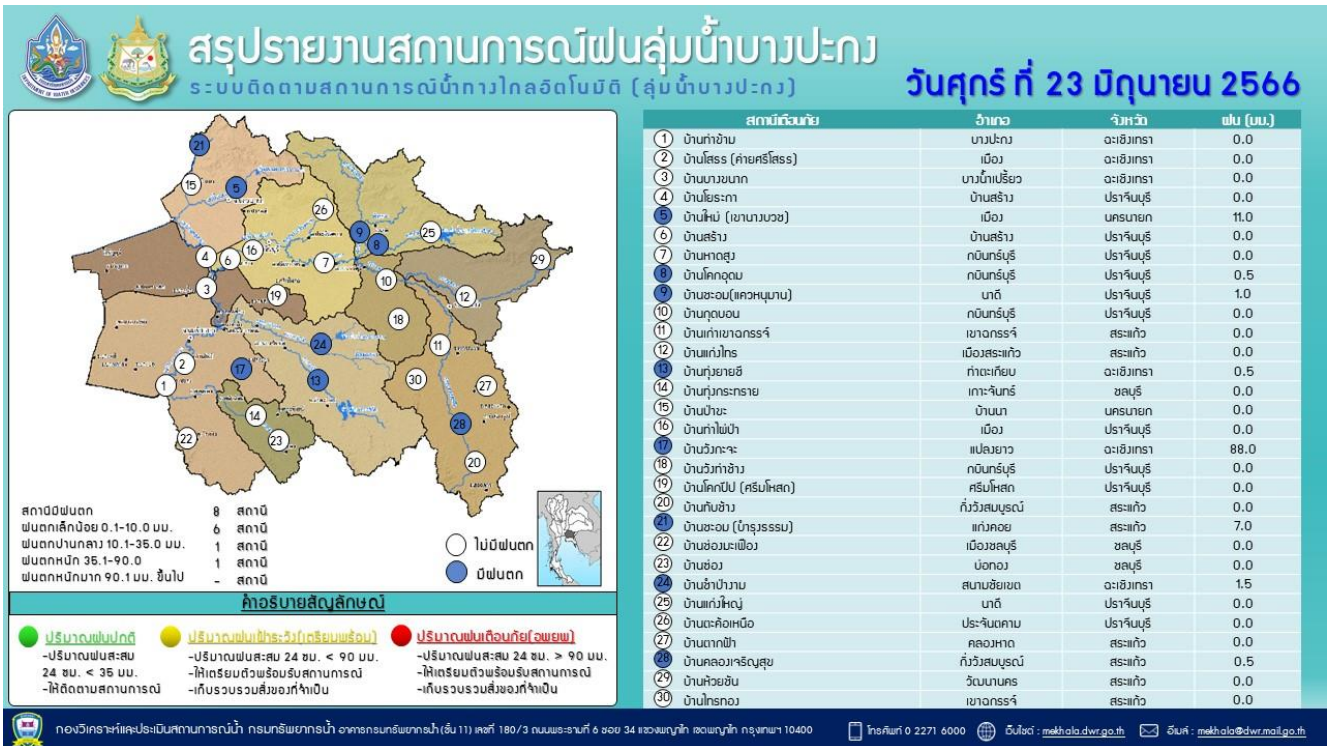 สรุปรายงานสถานการณ์ฝนลุ่มน้ำบางปะกง
ระบบติดตามสถานการณ์น้ำทางไกลอัตโนมัติ (ลุ่มน้ำบางปะกง)
วันศุกร์ ที่ 23 มิถุนายน 2566
สถานีเตือนภัย อำเภอ จังหวัด ฝน (มม.)
1 บ้านท่าข้าม บางปะกง ฉะเชิงเทรา 0.0
2 บ้านโสธร (ค่ายศรีโสธร) เมือง ฉะเชิงเทรา 0.0
3 บ้านบางขนาก บางน้ำเปรี้ยว ฉะเชิงเทรา 0.0
4 บ้านโยธะกา บ้านสร้าง ปราจีนบุรี 0.0
5 บ้านใหม่ (เขานางบวช) เมือง นครนายก 11.0
6 บ้านสร้าง บ้านสร้าง ปราจีนบุรี 0.0
7 บ้านหาดสูง กบินทร์บุรี ปราจีนบุรี 0.0
8 บ้านโคกอุดม กบินทร์บุรี ปราจีนบุรี 0.5
9 บ้านซะอม(แควหนุมาน) นาดี ปราจีนบุรี 1.0
10 บ้านกุดบอน กบินทร์บุรี ปราจีนบุรี 0.0
11 บ้านเก่าเขาฉกรรจ์ เขาฉกรรจ์ สระแก้ว 0.0
12 บ้านแก่งไทร เมืองสระแก้ว สระแก้ว 0.0
13 บ้านทุ่งยายชี ท่าตะเกียบ ฉะเชิงเทรา 0.5
14 บ้านทุ่งกระทราย เกาะจันทร์ ชลบุรี 0.0
15 บ้านป่าขะ บ้านนา นครนายก 0.0
16 บ้านท่าไผ่ป่า เมือง ปราจีนบุรี 0.0
17 บ้านวังกะจะ แปลงยาว ฉะเชิงเทรา 88.0
18 บ้านวังท่าช้าง กบินทร์บุรี ปราจีนบุรี 0.0
19 บ้านโคกปีป (ศรีมโหสถ) ศรีมโหสถ ปราจีนบุรี 0.0
20 บ้านทับช้าง กิ่งวังสมบูรณ์ สระแก้ว 0.0
21 บ้านซะอม (บำรุงธรรม) แก่งคอย สระแก้ว 7.0
22 บ้านช่องมะเฟือง เมืองชลบุรี ชลบุรี 0.0
23 บ้านช่อง บ่อทอง ชลบุรี 0.0
24 บ้านชำป่างาม สนามชัยเขต ฉะเชิงเทรา 1.5
25 บ้านแก่งใหญ่ นาดี ปราจีนบุรี 0.0
26 บ้านตะค้อเหนือ ประจันตคาม ปราจีนบุรี 0.0
27 บ้านตากฟ้า คลองหาด สระแก้ว 0.0
28 บ้านคลองเจริญสุข กิ่งวังสมบูรณ์ สระแก้ว 0.5
29 บ้านห้วยชัน วัฒนานคร สระแก้ว 0.0
30 บ้านไทรทอง เขาฉกรรจ์ สระแก้ว 0.0
สถานีมีฝนตก 8 สถานี
ฝนตกเล็กน้อย 0.1-10.0 มม. 6 สถานี
ฝนตกปานกลาง 10.1-35.0 มม. 1 สถานี
ฝนตกหนัก 35.1-90.0 1 สถานี
ฝนตกหนักมาก 90.1 มม. ขึ้นไป - สถานี
ไม่มีฝนตก
มีฝนตก
คำอธิบายสัญลักษณ์
ปริมาณฝนปกติ
-ปริมาณฝนสะสม
24 ชม. < 35 มม.
-ให้ติดตามสถานการณ์
ปริมาณฝนเฝ้าระวัง(เตรียมพร้อม)
-ปริมาณฝนสะสม 24 ชม. < 90 มม.
-ให้เตรียมตัวพร้อมรับสถานการณ์
-เก็บรวบรวมสิ่งของที่จำเป็น
ปริมาณฝนเตือนภัย(อพยพ)
-ปริมาณฝนสะสม 24 ชม. > 90 มม.
-ให้เตรียมตัวพร้อมรับสถานการณ์
-เก็บรวบรวมสิ่งของที่จำเป็น
กองวิเคราะห์และประเมินสถานการณ์น้ำ กรมทรัพยากรน้ำ อาคารกรมทรัพยากรน้ำ (ชั้น 11) เลขที่ 180/3 ถนนพระรามที่ 6 ซอย 34 แขวงพญาไท เขตพญาไท กรุงเทพฯ 10400 โทรศัพท์ 0 2271 6000 เว็บไซต์ : mekhala.dwr.go.th อีเมล์ : mekhala@dwr.mail.go.th